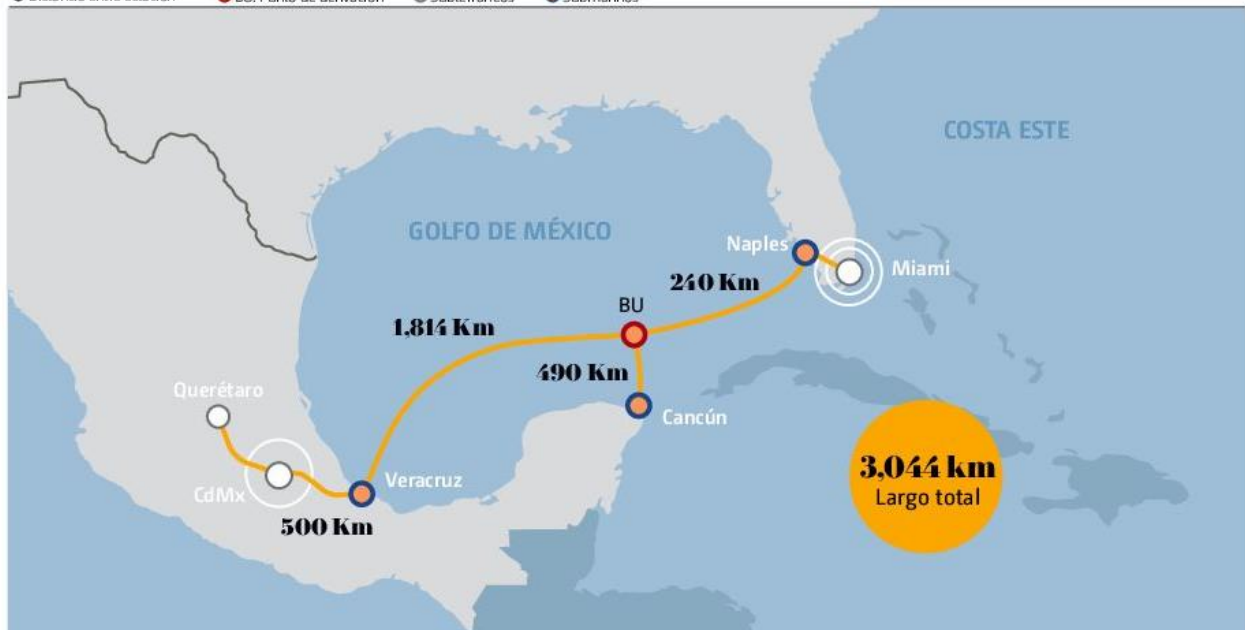 COSTA ESTE
GOLFO DE MÉXICO
Naples
Miami
240 Km
BU
1,814 Km
490 Km
Querétaro
Cancún
3,044 km
Largo total
CdMx
Veracruz
500 Km